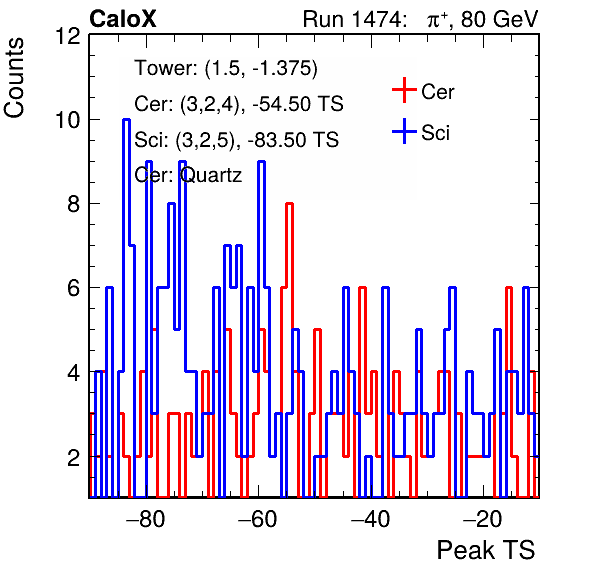 CaloX Run 1474: π⁺, 80 GeV
Counts
12
10
8
6
4
2
Tower: (1.5, -1.375)
Cer: (3,2,4), -54.50 TS
Sci: (3,2,5), -83.50 TS
Cer: Quartz
Cer
Sci
−80 −60 −40 −20
Peak TS